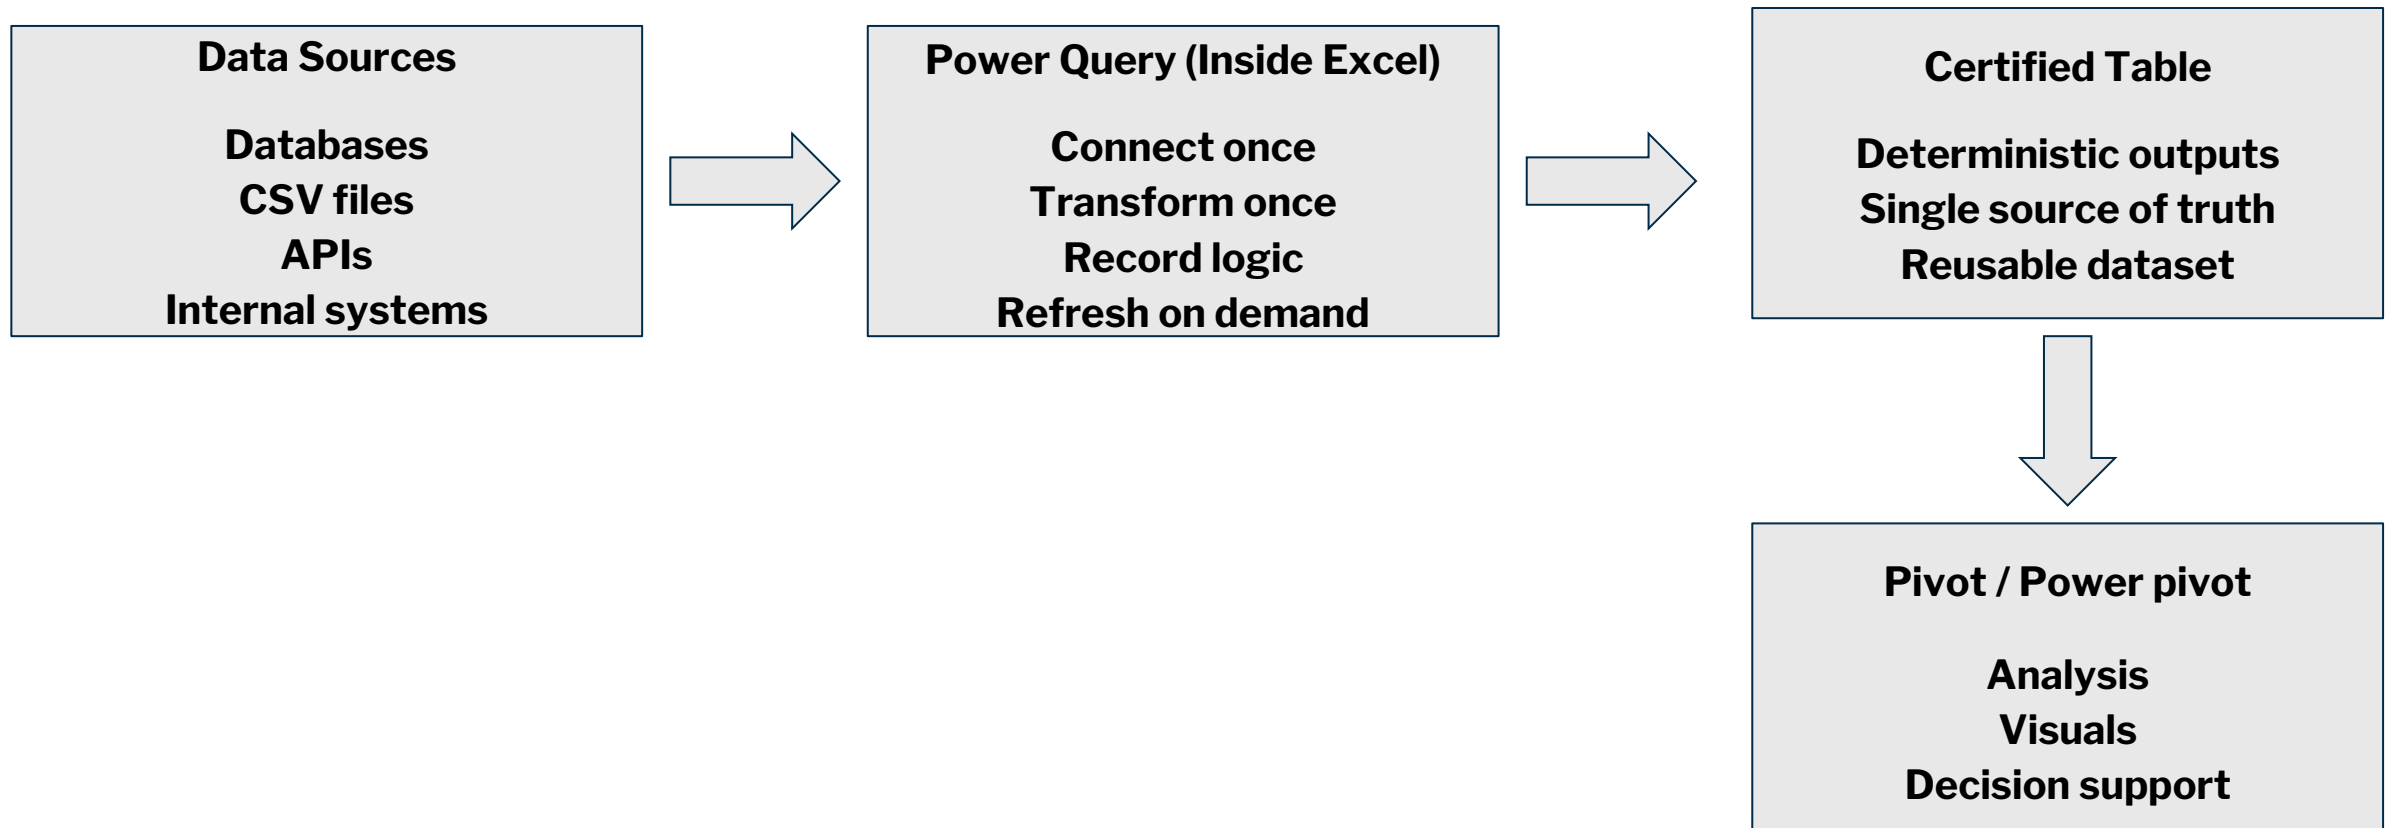 Data Sources
Databases
CSV files
APIs
Internal systems
Power Query (Inside Excel)
Connect once
Transform once
Record logic
Refresh on demand
Certified Table
Deterministic outputs
Single source of truth
Reusable dataset
Pivot / Power pivot
Analysis
Visuals
Decision support